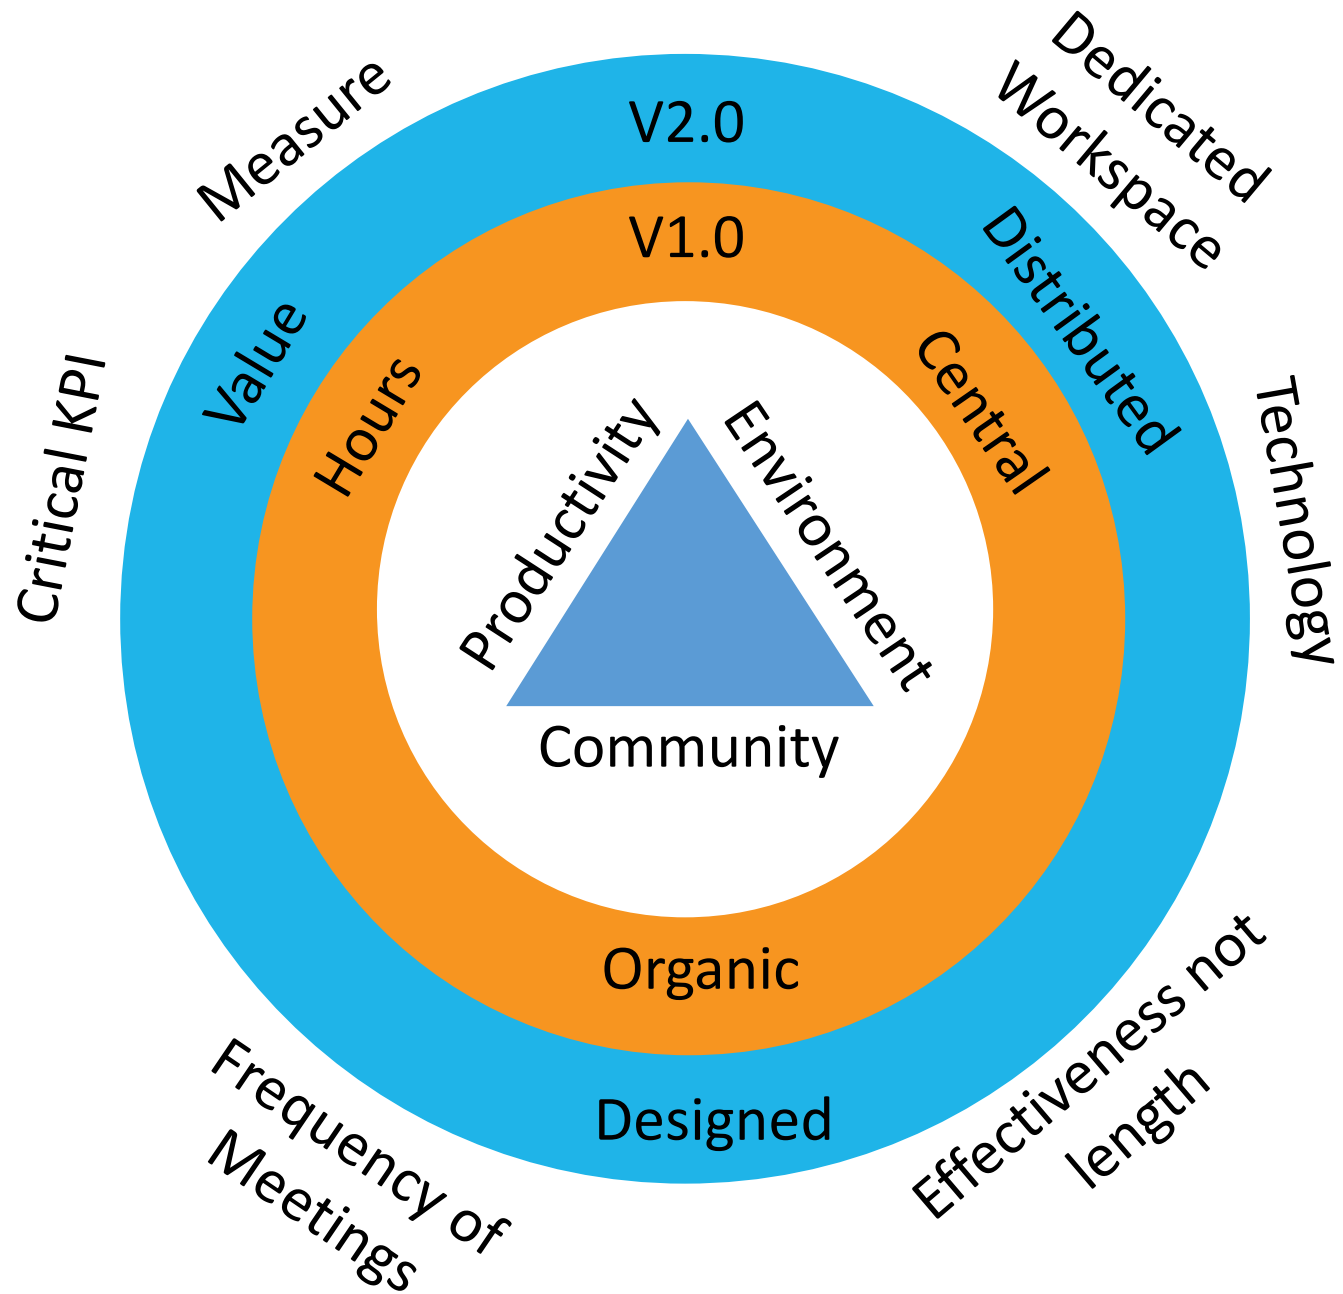 Measure
Dedicated
Workspace
V2.0
V1.0
Critical KPI
Value
Hours
Distributed
Central
Technology
Productivity
Environment
Community
Organic
Designed
Frequency of
Meetings
Effectiveness not
length